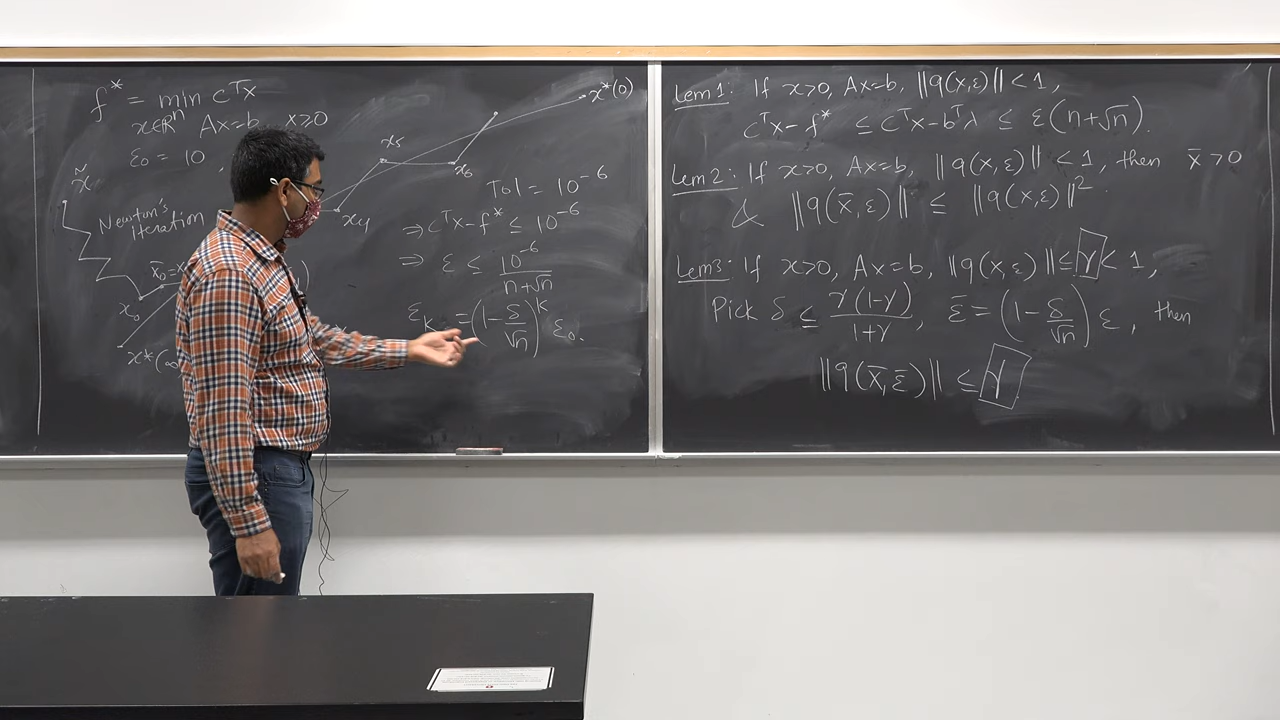 f* = min cᵀx
x∈ℝⁿ Ax=b, x>0
ε₀ = 10 ,
x̃
Newton's
Iteration
x̄₀=x
x₀
x*(∞
x₄
x₅
x₆
x*(0)
Tol = 10⁻⁶
⇒ cᵀx-f* ≤ 10⁻⁶
⇒ ε ≤ 10⁻⁶/(n+√n)
ε_K = (1-δ/√n)^K ε₀.
Lem1: If x>0, Ax=b, ||q(x,ε)|| < 1,
cᵀx-f* ≤ cᵀx-bᵀλ ≤ ε(n+√n).
Lem2: If x>0, Ax=b, ||q(x,ε)|| < 1, then x̄>0
& ||q(x̄,ε)|| ≤ ||q(x,ε)||².
Lem3: If x>0, Ax=b, ||q(x,ε)|| ≤ γ < 1,
Pick δ ≤ γ(1-γ)/(1+γ), ε̄ = (1-δ/√n) ε, then
||q(x̄,ε̄)|| ≤ γ